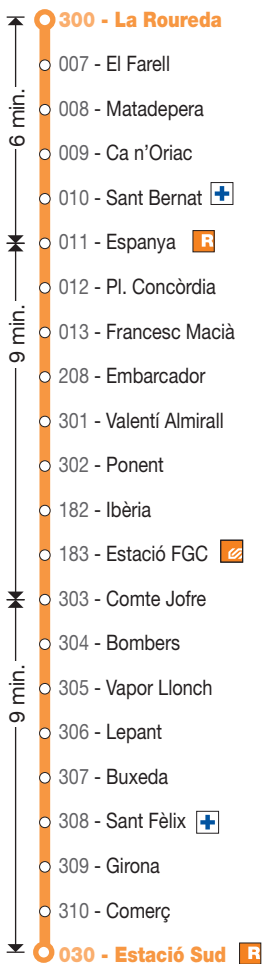 300 - La Roureda
007 - El Farell
008 - Matadepera
009 - Ca n'Oriac
010 - Sant Bernat
6 min.
011 - Espanya R
012 - Pl. Concòrdia
013 - Francesc Macià
208 - Embarcador
301 - Valentí Almirall
302 - Ponent
182 - Ibèria
183 - Estació FGC
9 min.
303 - Comte Jofre
304 - Bombers
305 - Vapor Llonch
306 - Lepant
307 - Buxeda
308 - Sant Fèlix
309 - Girona
310 - Comerç
9 min.
030 - Estació Sud R